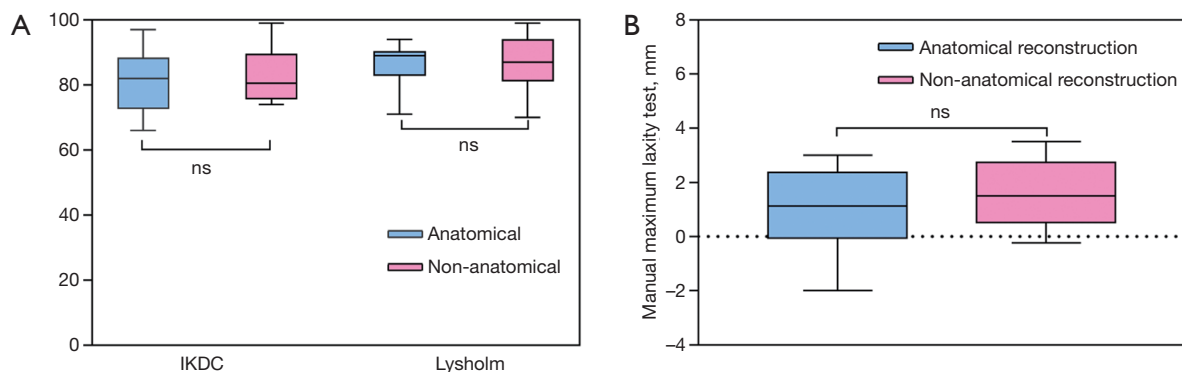 A
100
80
60
40
20
0
ns
ns
Anatomical
Non-anatomical
IKDC
Lysholm
B
Manual maximum laxity test, mm
8
6
4
2
0
–2
–4
Anatomical reconstruction
Non-anatomical reconstruction
ns